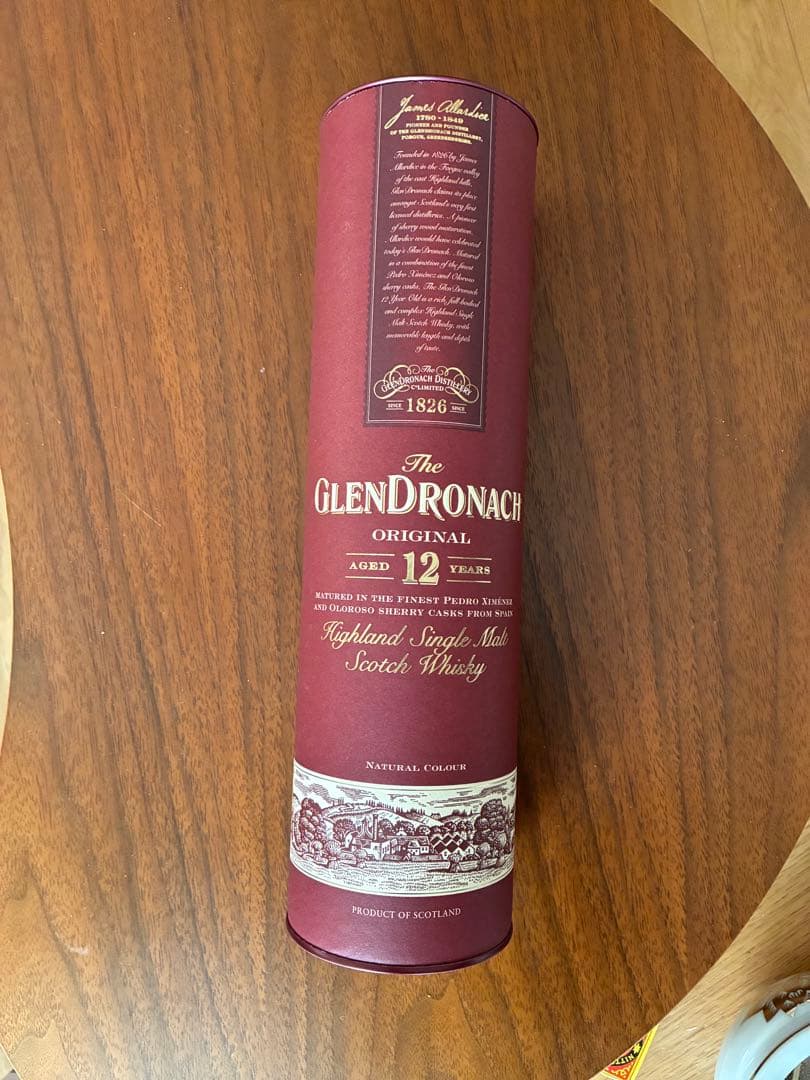 James Allardice
1780 - 1849
PIONEER AND FOUNDER
OF THE GLENDRONACH DISTILLERY,
FORGUE, ABERDEENSHIRE.
Founded in 1826 by James
Allardice in the Forgue valley
of the east Highland hills,
GlenDronach claims its place
amongst Scotland's very first
licensed distilleries. A pioneer
of sherry wood maturation,
Allardice would have celebrated
today's GlenDronach. Matured
in a combination of the finest
Pedro Ximénez and Oloroso
sherry casks, The GlenDronach
12 Year Old is a rich, full-bodied
and complex Highland Single
Malt Scotch Whisky, with
memorable length and depth
of taste.
The
GLENDRONACH DISTILLERY
Co LIMITED
SINCE 1826 SINCE
The
GLENDRONACH
ORIGINAL
AGED 12 YEARS
MATURED IN THE FINEST PEDRO XIMÉNEZ
AND OLOROSO SHERRY CASKS FROM SPAIN
Highland Single Malt
Scotch Whisky
NATURAL COLOUR
PRODUCT OF SCOTLAND